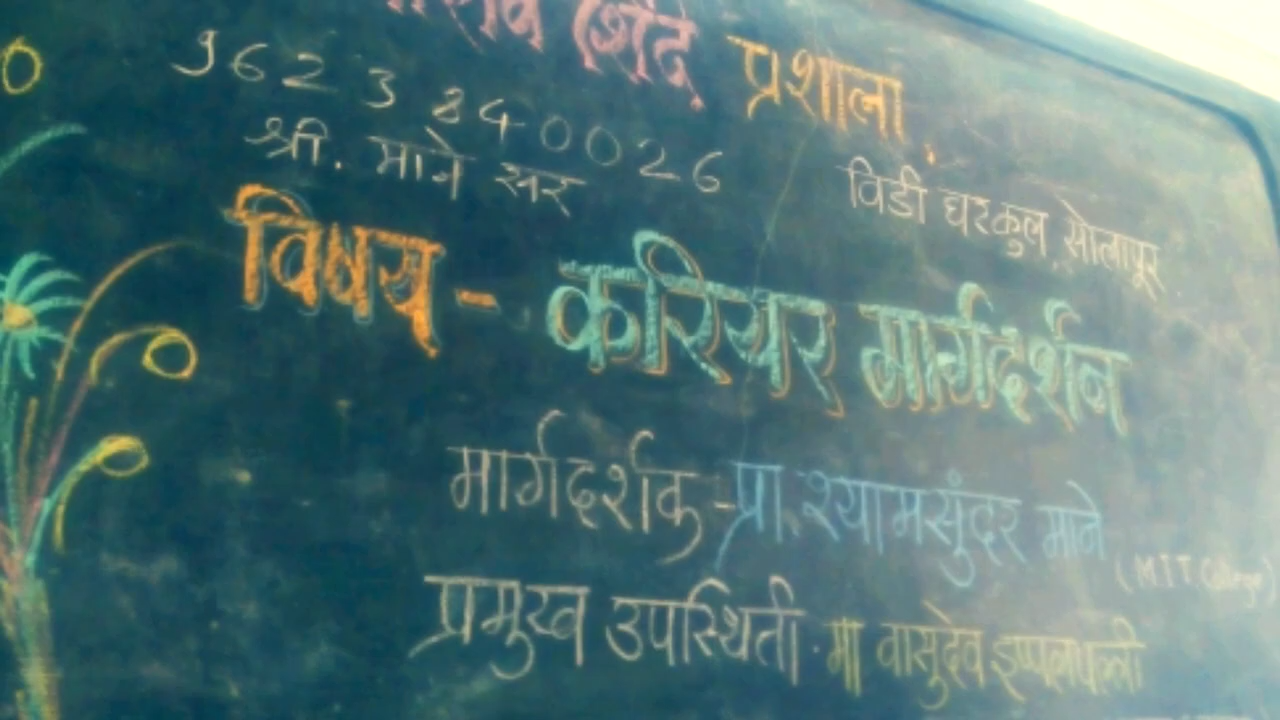 शिंदे प्रशाला
9623840026
श्री. माने सर
विडी घरकुल सोलापूर
विषय - करियर मार्गदर्शन
मार्गदर्शक - प्रा. श्यामसुंदर माने
(MIT College)
प्रमुख उपस्थिती. मा वासुदेव इप्पलपल्ली